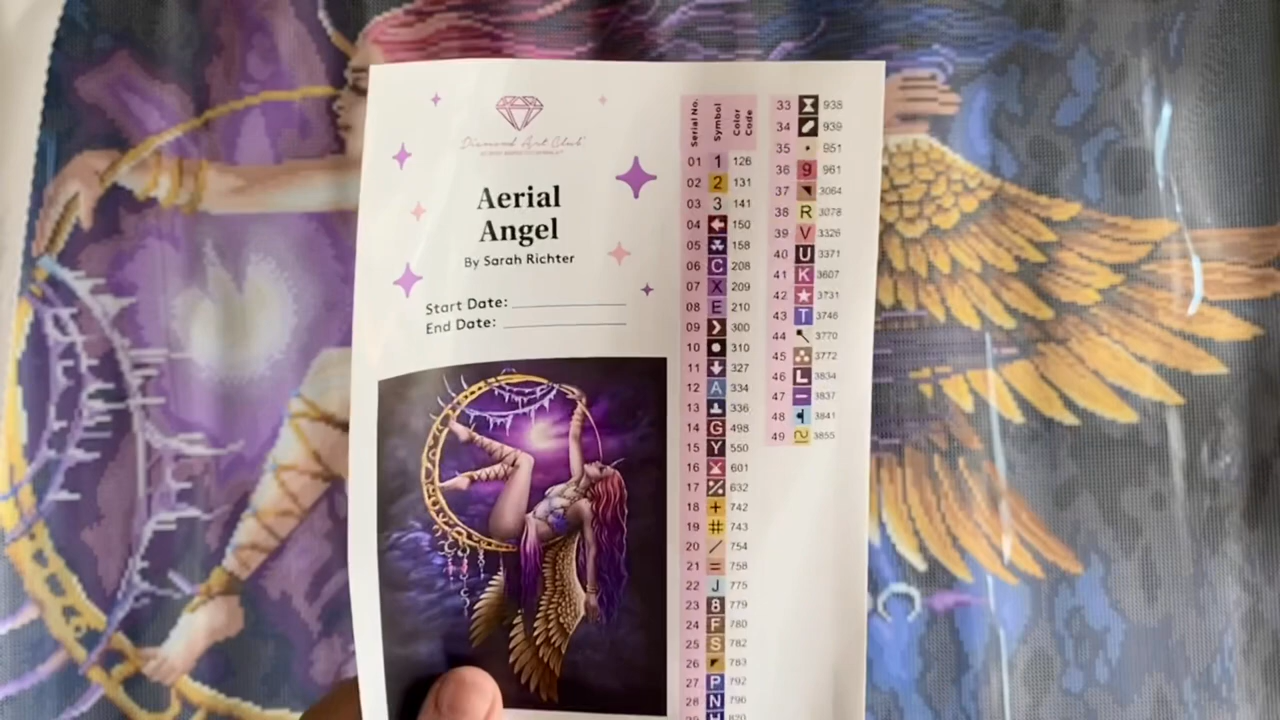 Diamond Art Club
Aerial
Angel
By Sarah Richter
Start Date:
End Date:
Serial No. Symbol Color Code
01 1 126
02 2 131
03 3 141
04 150
05 158
06 C 208
07 X 209
08 E 210
09 300
10 310
11 327
12 A 334
13 336
14 G 498
15 Y 550
16 601
17 632
18 + 742
19 # 743
20 / 754
21 = 758
22 J 775
23 8 779
24 F 780
25 S 782
26 783
27 P 792
28 N 796
33 938
34 939
35 951
36 9 961
37 3064
38 R 3078
39 V 3326
40 U 3371
41 K 3607
42 ★ 3731
43 T 3746
44 3770
45 3772
46 L 3834
47 − 3837
48 3841
49 3855